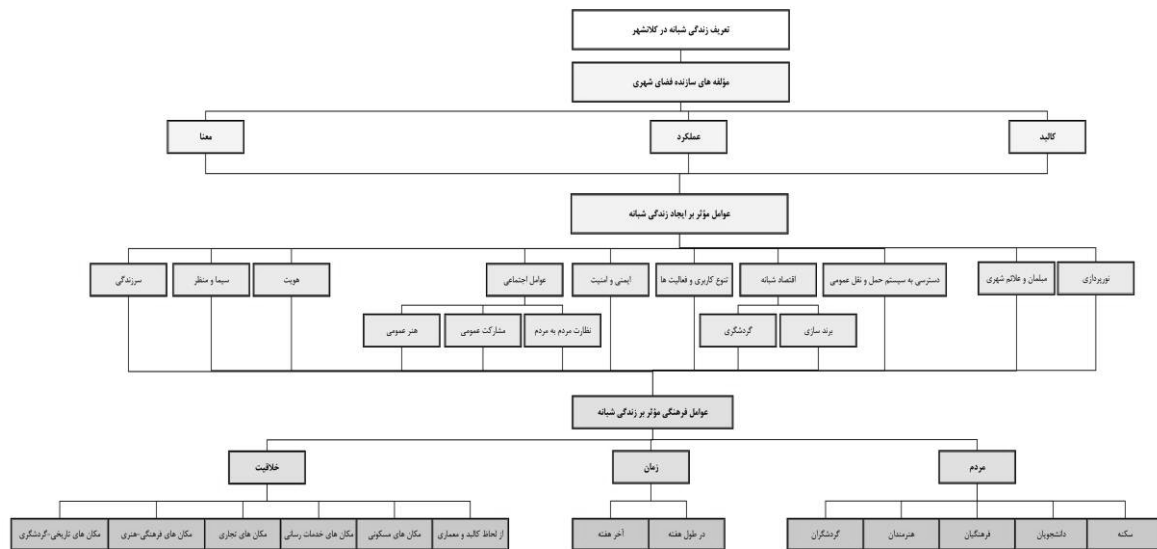 تعریف زندگی شبانه در کلانشهر
مؤلفه های سازنده فضای شهری
کالبد
عملکرد
معنا
عوامل مؤثر بر ایجاد زندگی شبانه
نورپردازی
مبلمان و علائم شهری
دسترسی به سیستم حمل و نقل عمومی
اقتصاد شبانه
تنوع کاربری و فعالیت ها
ایمنی و امنیت
عوامل اجتماعی
هویت
سیما و منظر
سرزندگی
برند سازی
گردشگری
نظارت مردم به مردم
مشارکت عمومی
هنر عمومی
عوامل فرهنگی مؤثر بر زندگی شبانه
مردم
زمان
خلاقیت
سکنه
دانشجویان
فرهنگیان
هنرمندان
گردشگران
در طول هفته
آخر هفته
از لحاظ کالبد و معماری
مکان های مسکونی
مکان های خدمات رسانی
مکان های تجاری
مکان های فرهنگی-هنری
مکان های تاریخی-گردشگری